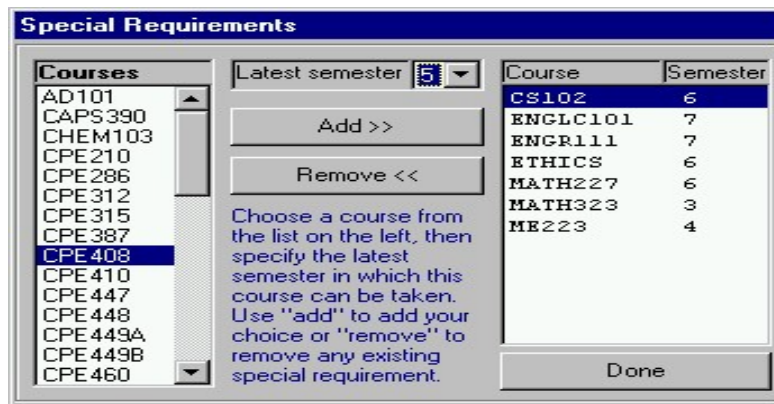 Special Requirements
Courses
AD101
CAPS390
CHEM103
CPE210
CPE286
CPE312
CPE315
CPE387
CPE408
CPE410
CPE447
CPE448
CPE449A
CPE449B
CPE460
Latest semester 5
Add >>
Remove <<
Choose a course from
the list on the left, then
specify the latest
semester in which this
course can be taken.
Use "add" to add your
choice or "remove" to
remove any existing
special requirement.
Course Semester
CS102 6
ENGLC101 7
ENGR111 7
ETHICS 6
MATH227 6
MATH323 3
ME223 4
Done